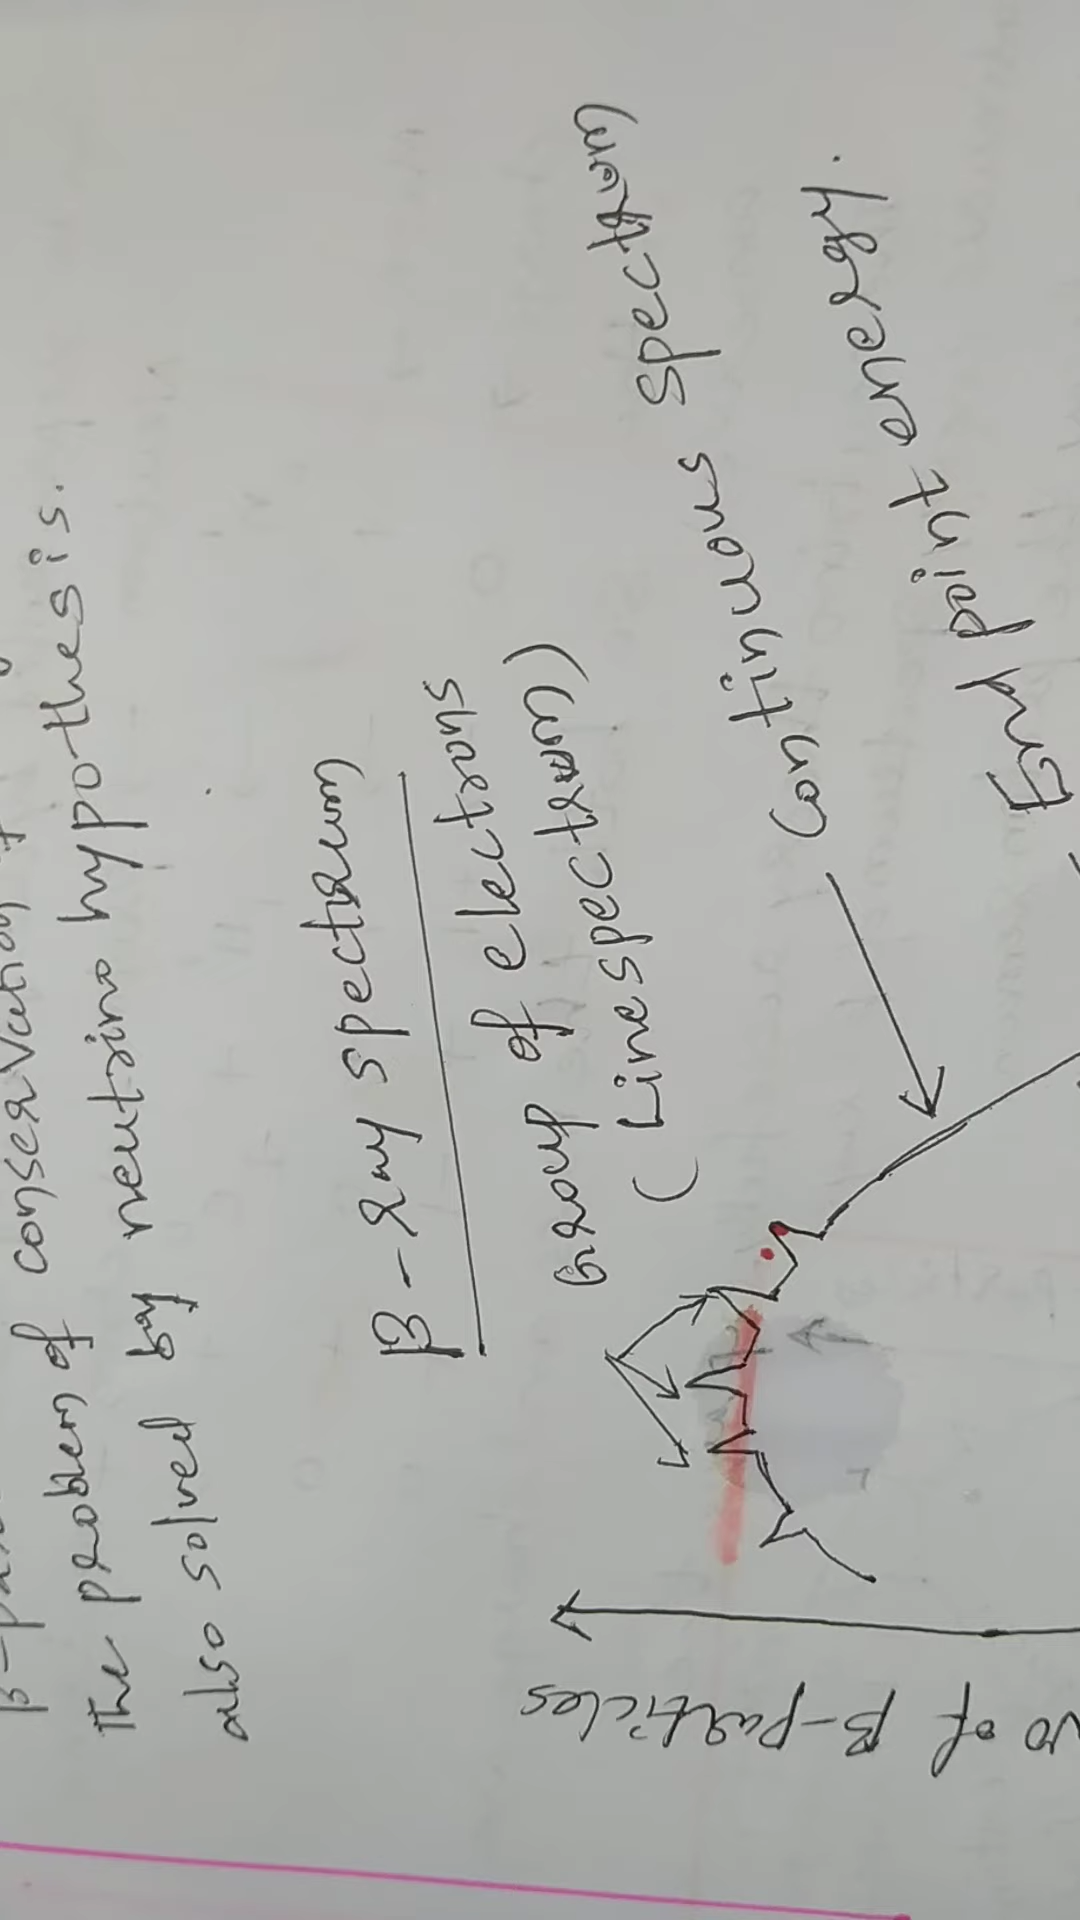 the problem of conservation
also solved by neutrino hypothesis.
β-ray spectrum
Group of electrons
(Line spectrum)
Continuous spectrum
End point energy.
No of β-particles